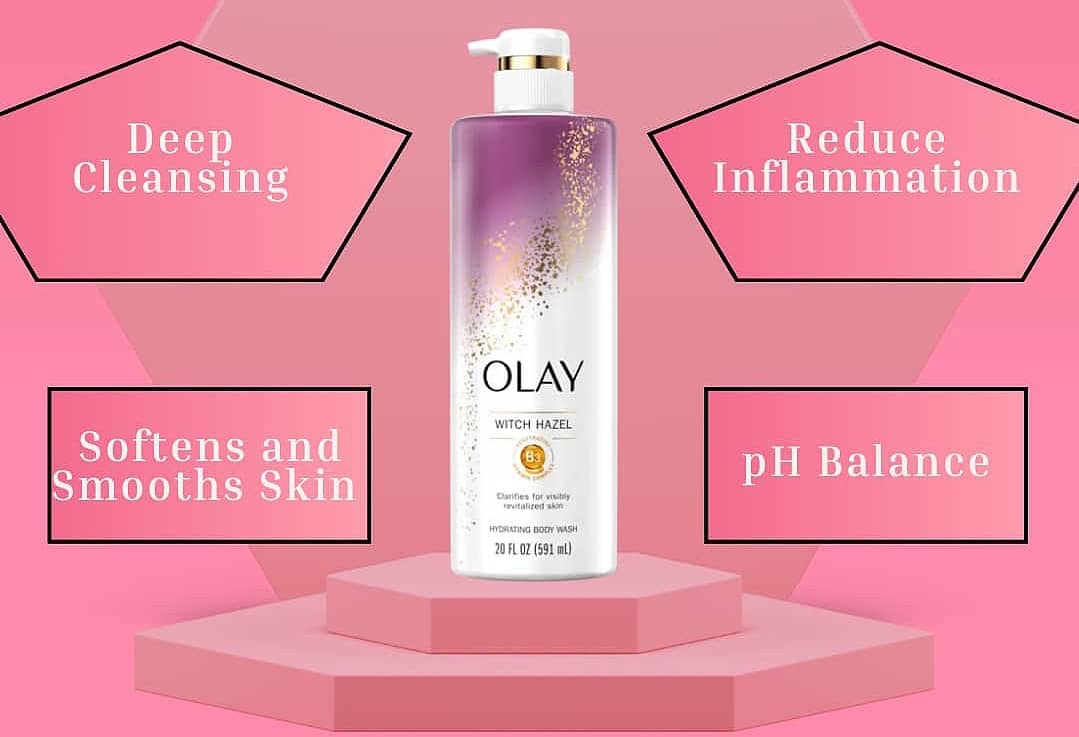 Deep
Cleansing
Reduce
Inflammation
OLAY
WITCH HAZEL
B3
Clarifies for visibly
revitalized skin
HYDRATING BODY WASH
20 FL OZ (591 mL)
Softens and
Smooths Skin
pH Balance